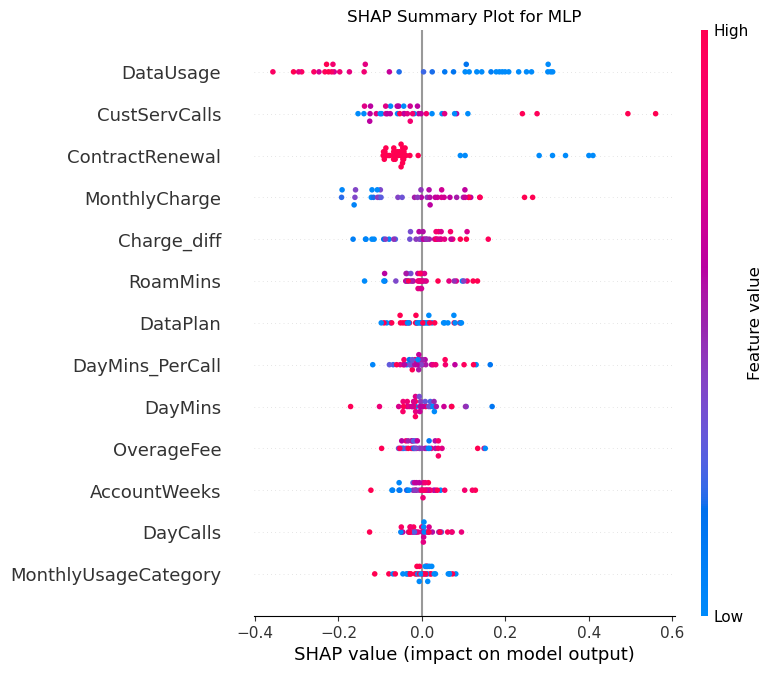 SHAP Summary Plot for MLP
High
DataUsage
CustServCalls
ContractRenewal
MonthlyCharge
Charge_diff
RoamMins
DataPlan
DayMins_PerCall
DayMins
OverageFee
AccountWeeks
DayCalls
MonthlyUsageCategory
Feature value
Low
−0.4 −0.2 0.0 0.2 0.4 0.6
SHAP value (impact on model output)